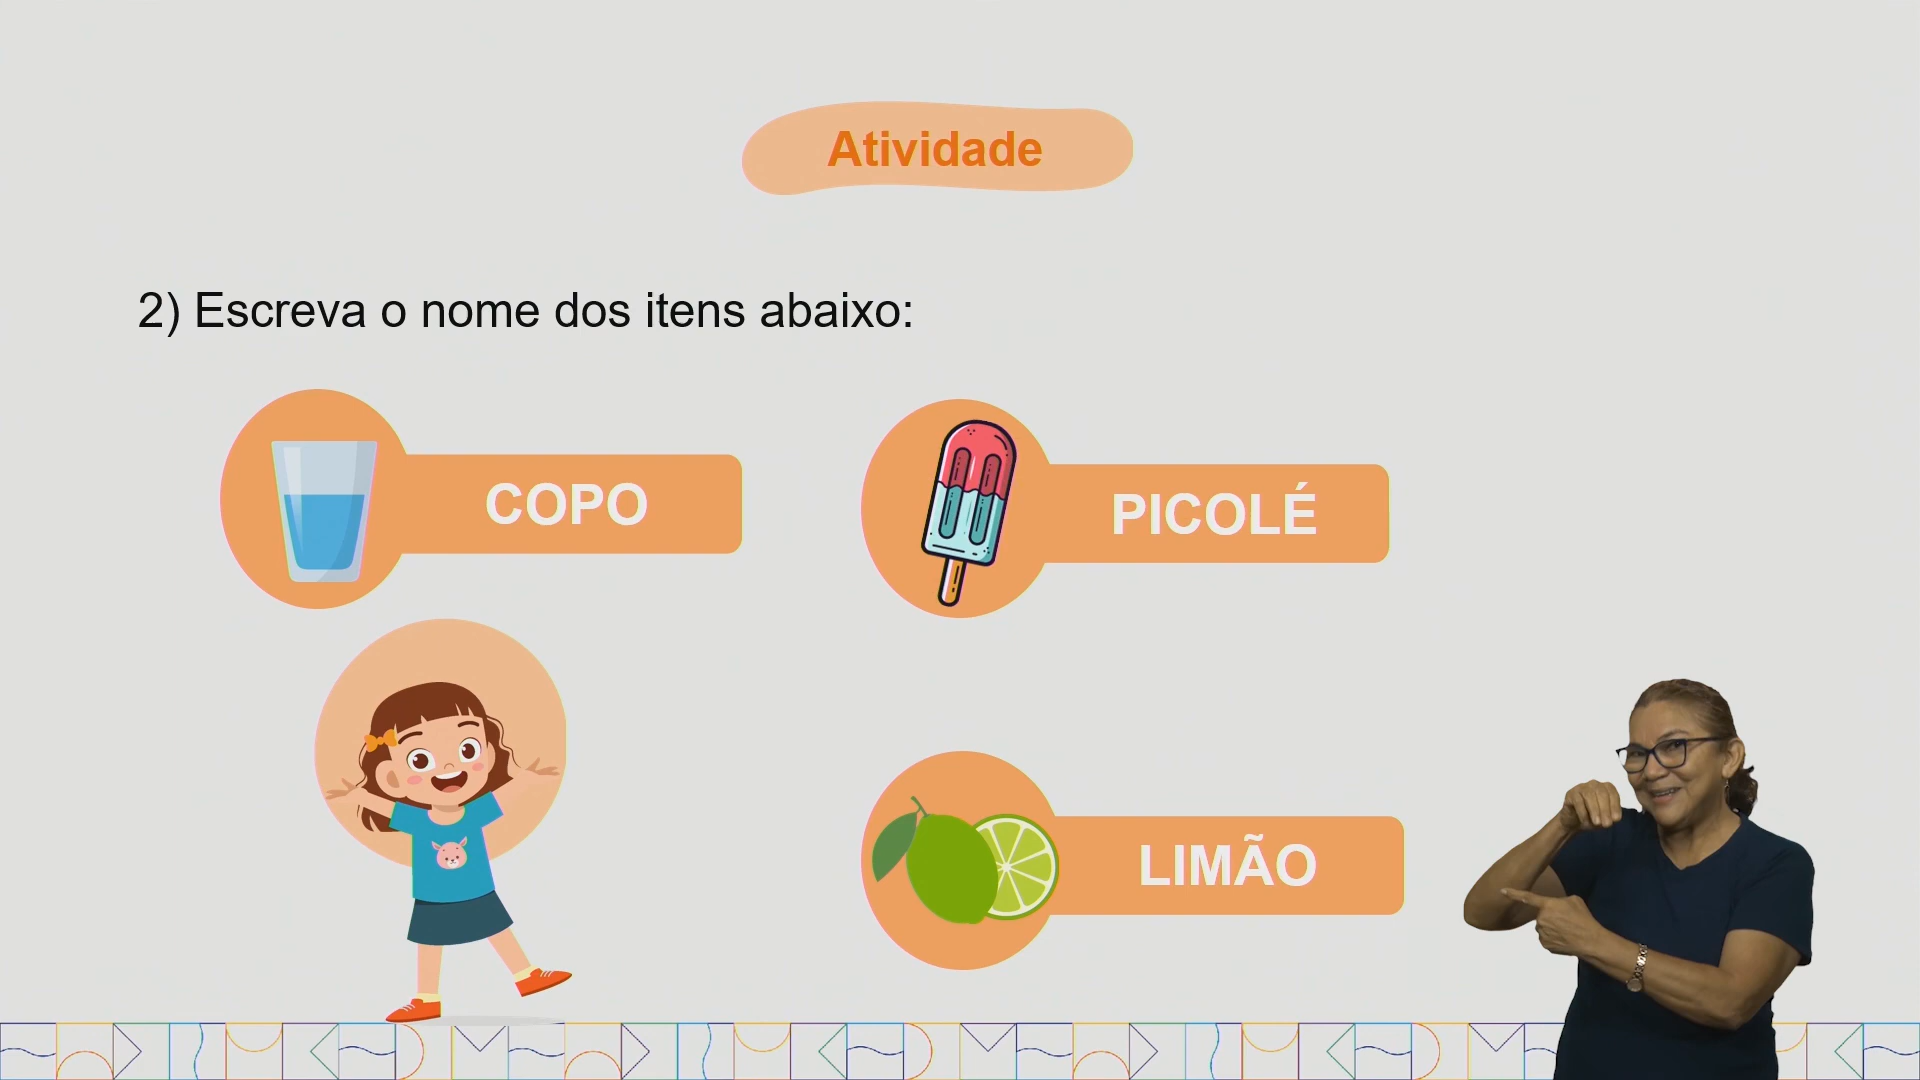 Atividade
2) Escreva o nome dos itens abaixo:
COPO
PICOLÉ
LIMÃO